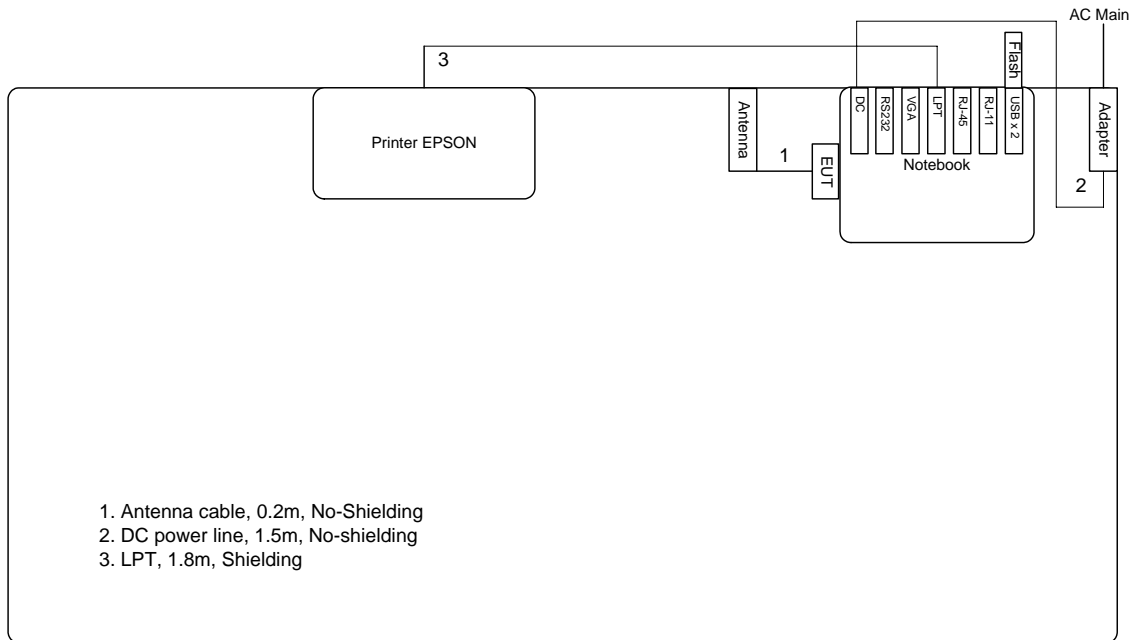 AC Main
3
Flash
Printer EPSON
Antenna
1
EUT
DC
RS232
VGA
LPT
RJ-45
RJ-11
USB x 2
Notebook
Adapter
2
1. Antenna cable, 0.2m, No-Shielding
2. DC power line, 1.5m, No-shielding
3. LPT, 1.8m, Shielding